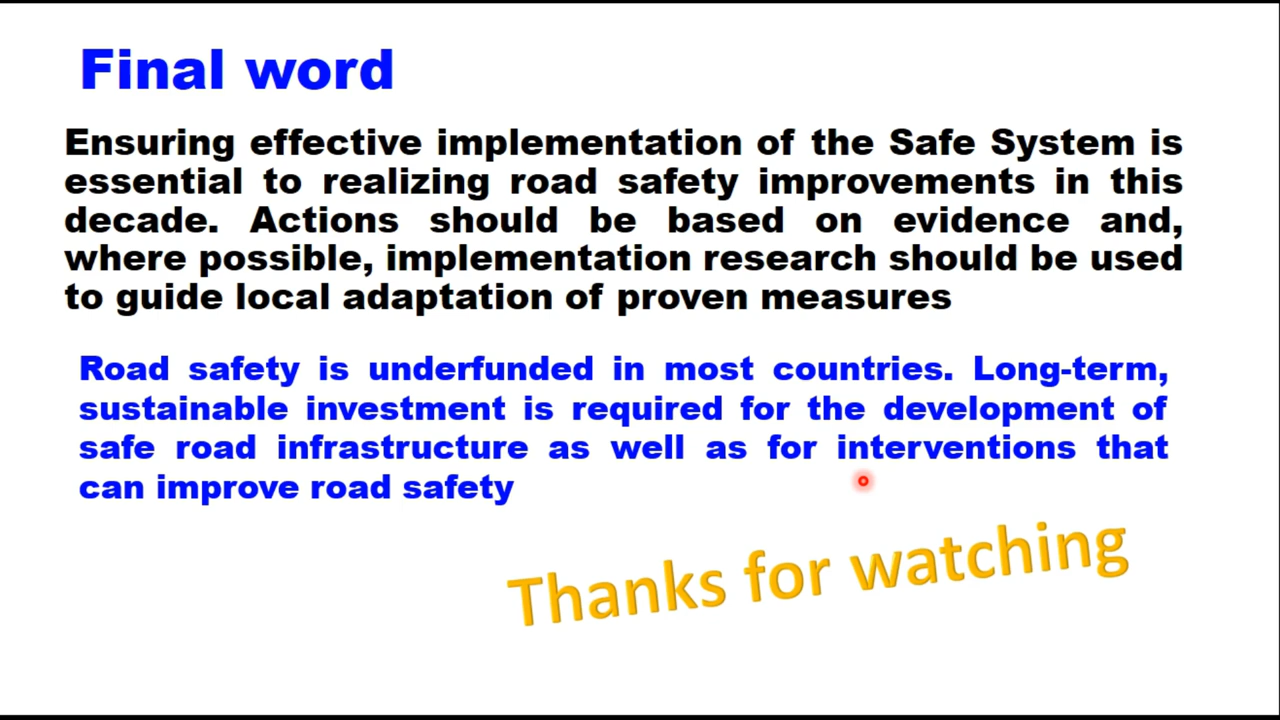 Final word
Ensuring effective implementation of the Safe System is
essential to realizing road safety improvements in this
decade. Actions should be based on evidence and,
where possible, implementation research should be used
to guide local adaptation of proven measures
Road safety is underfunded in most countries. Long-term,
sustainable investment is required for the development of
safe road infrastructure as well as for interventions that
can improve road safety
Thanks for watching